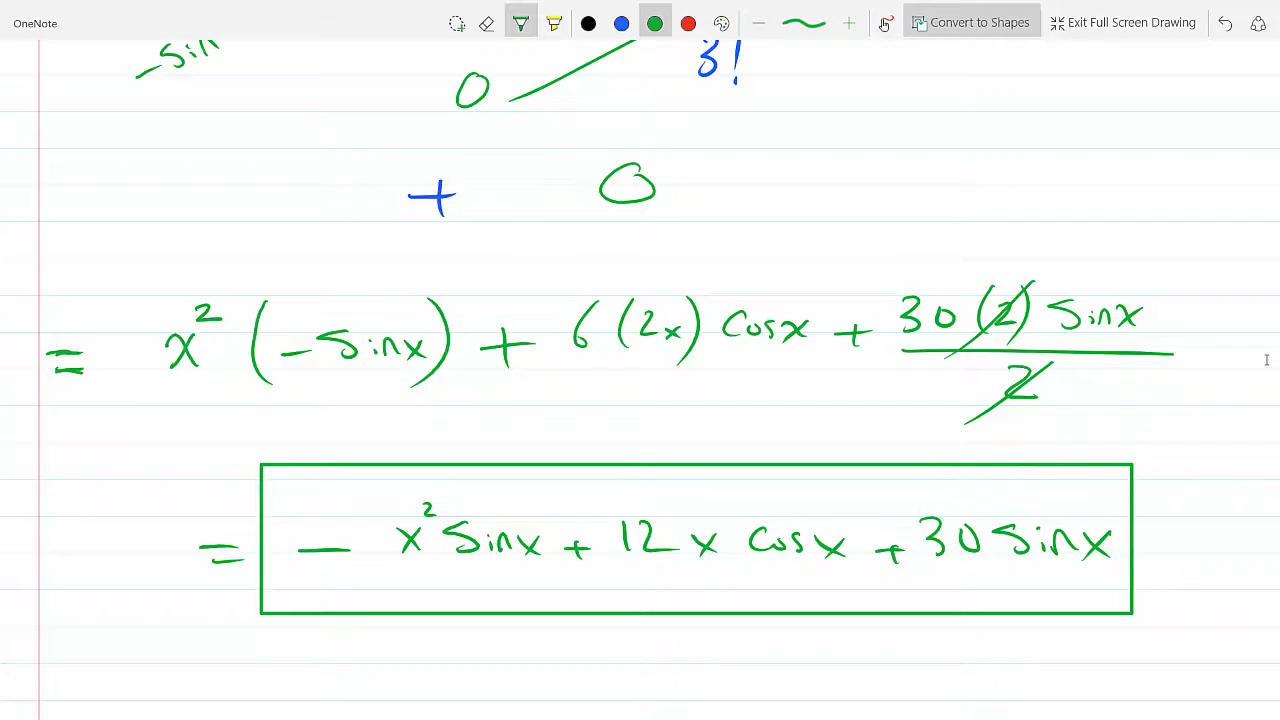 OneNote
Convert to Shapes Exit Full Screen Drawing
-sin
3!
0
+ 0
= x² (-sinx) + 6(2x) cosx + 30(2) sinx / 2
= - x² sinx + 12x cosx + 30 sinx